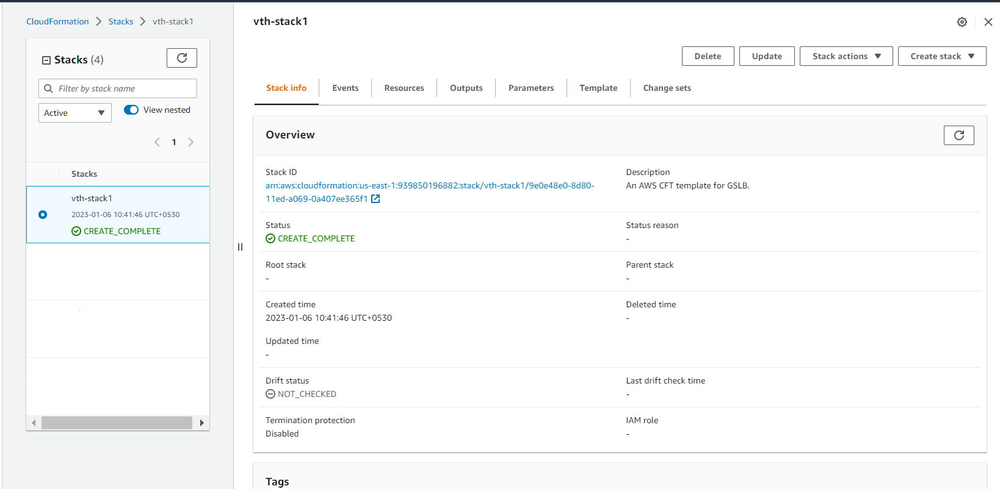 CloudFormation > Stacks > vth-stack1
Stacks (4)
Filter by stack name
Active
View nested
1
Stacks
vth-stack1
2023-01-06 10:41:46 UTC+0530
CREATE_COMPLETE
vth-stack1
Delete
Update
Stack actions
Create stack
Stack info
Events
Resources
Outputs
Parameters
Template
Change sets
Overview
Stack ID
arn:aws:cloudformation:us-east-1:939850196882:stack/vth-stack1/9e0e48e0-8d80-
11ed-a069-0a407ee365f1
Description
An AWS CFT template for GSLB.
Status
CREATE_COMPLETE
Status reason
-
Root stack
-
Parent stack
-
Created time
2023-01-06 10:41:46 UTC+0530
Deleted time
-
Updated time
-
Drift status
NOT_CHECKED
Last drift check time
-
Termination protection
Disabled
IAM role
-
Tags